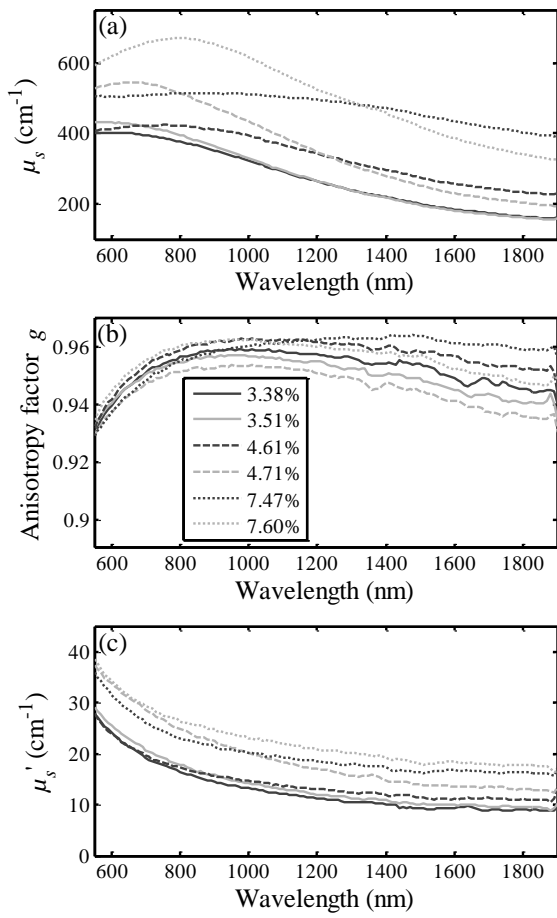 (a)
600
400
200
μs (cm-1)
600 800 1000 1200 1400 1600 1800
Wavelength (nm)
(b)
0.96
0.94
0.92
0.9
Anisotropy factor g
3.38%
3.51%
4.61%
4.71%
7.47%
7.60%
600 800 1000 1200 1400 1600 1800
Wavelength (nm)
(c)
40
30
20
10
0
μs' (cm-1)
600 800 1000 1200 1400 1600 1800
Wavelength (nm)